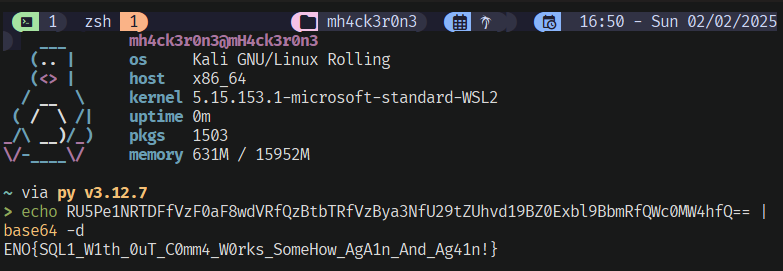 1 zsh 1 mh4ck3r0n3 16:50 - Sun 02/02/2025
mh4ck3r0n3@mH4ck3r0n3
os Kali GNU/Linux Rolling
host x86_64
kernel 5.15.153.1-microsoft-standard-WSL2
uptime 0m
pkgs 1503
memory 631M / 15952M
~ via py v3.12.7
> echo RU5Pe1NRTDFfVzF0aF8wdVRfQzBtbTRfVzBya3NfU29tZUhvd19BZ0Exbl9BbmRfQWc0MW4hfQ== |
base64 -d
ENO{SQL1_W1th_0uT_C0mm4_W0rks_SomeHow_AgA1n_And_Ag41n!}